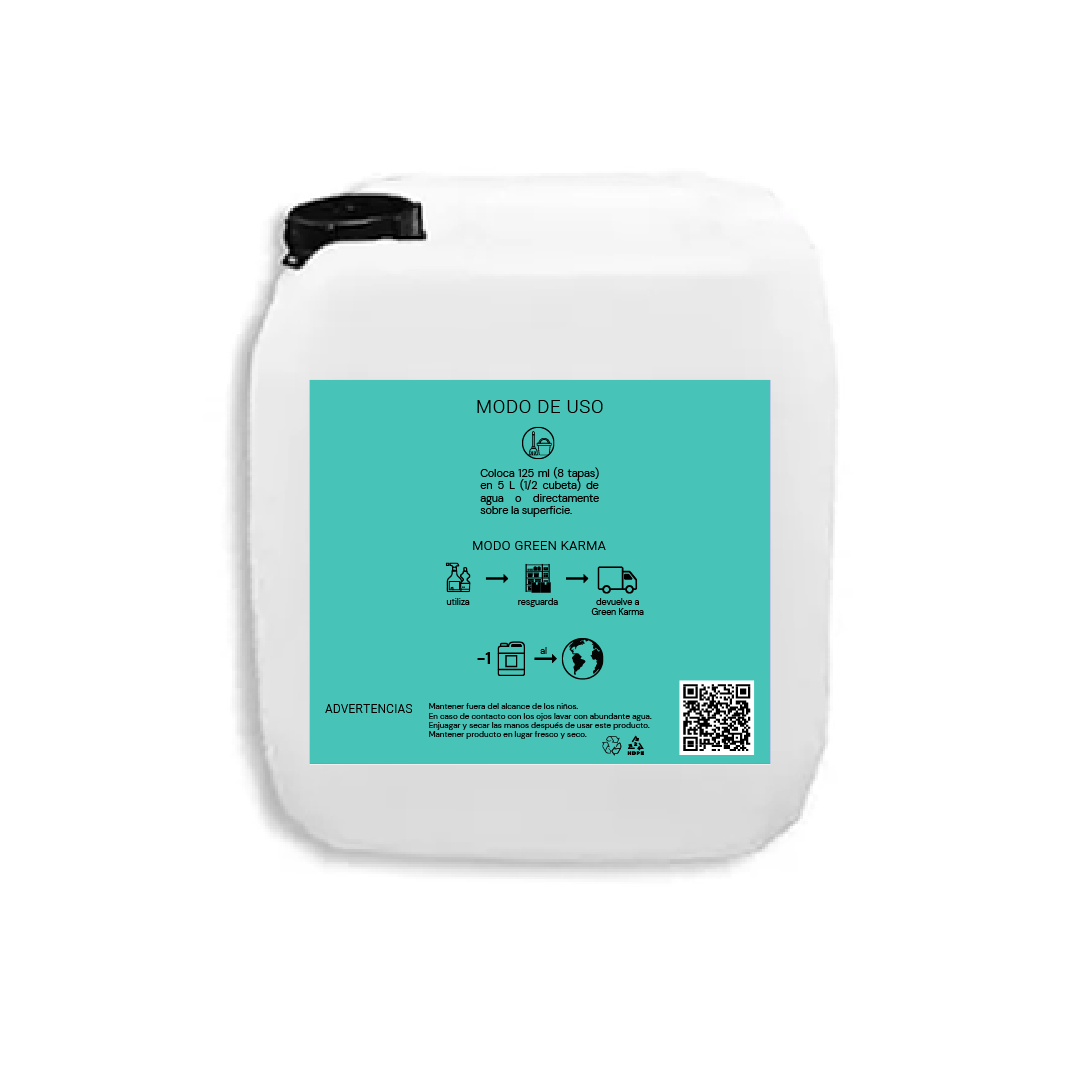 MODO DE USO
Coloca 125 ml (8 tapas)
en 5 L (1/2 cubeta) de
agua o directamente
sobre la superficie.
MODO GREEN KARMA
utiliza
resguarda
devuelve a
Green Karma
-1
al
ADVERTENCIAS
Mantener fuera del alcance de los niños.
En caso de contacto con los ojos lavar con abundante agua.
Enjuagar y secar las manos después de usar este producto.
Mantener producto en lugar fresco y seco.
HDPE